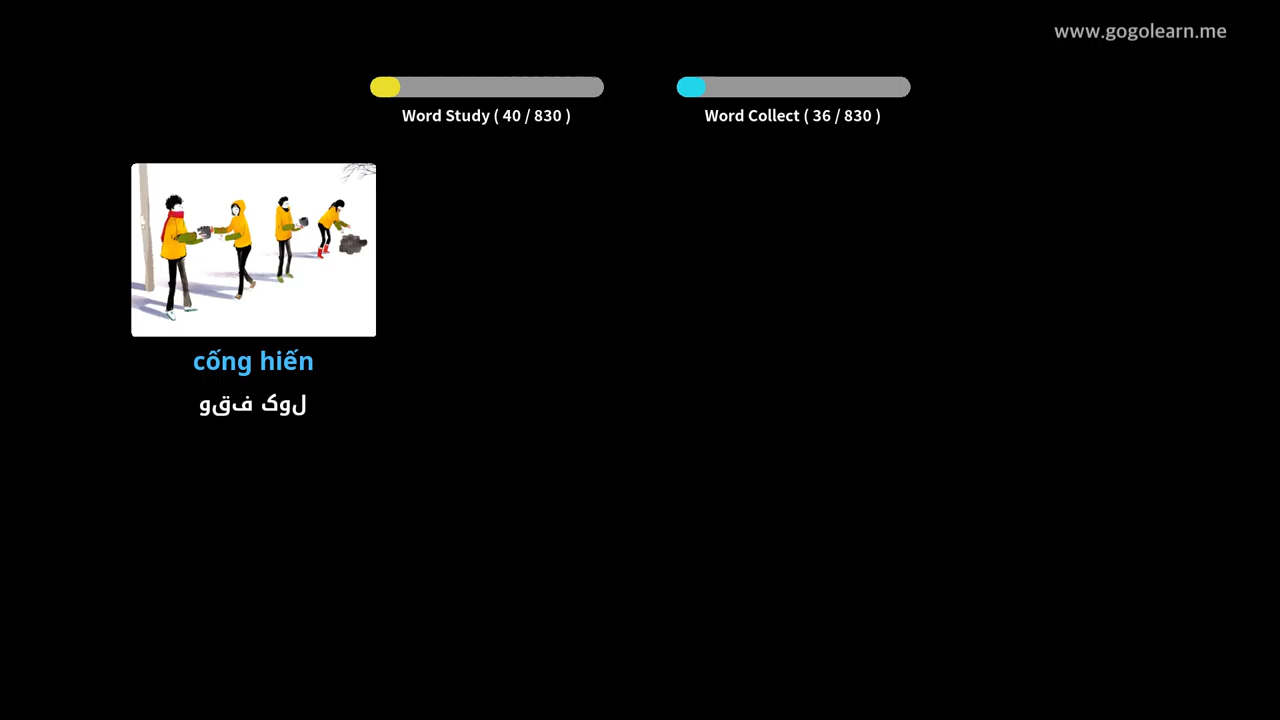 www.gogolearn.me
Word Study ( 40 / 830 )
Word Collect ( 36 / 830 )
cống hiến
لوک فقو